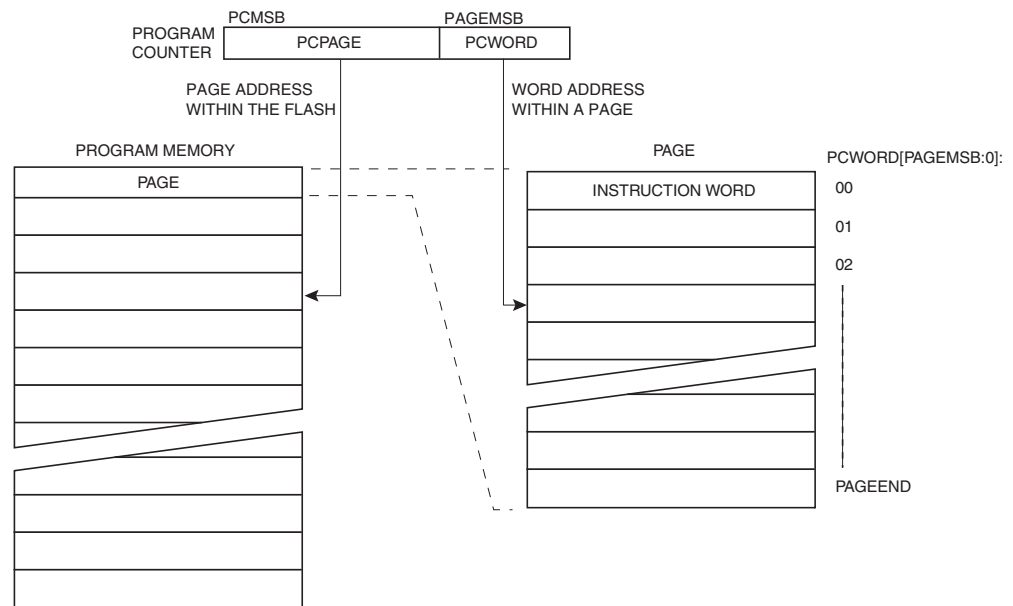 PCMSB PAGEMSB
PROGRAM
COUNTER
PCPAGE PCWORD
PAGE ADDRESS
WITHIN THE FLASH
WORD ADDRESS
WITHIN A PAGE
PROGRAM MEMORY
PAGE
PAGE
PCWORD[PAGEMSB:0]:
INSTRUCTION WORD
00
01
02
PAGEEND